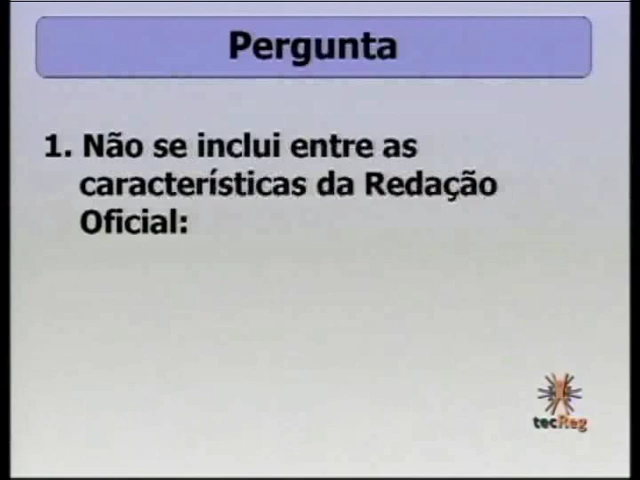 Pergunta
1. Não se inclui entre as
características da Redação
Oficial:
tecReg